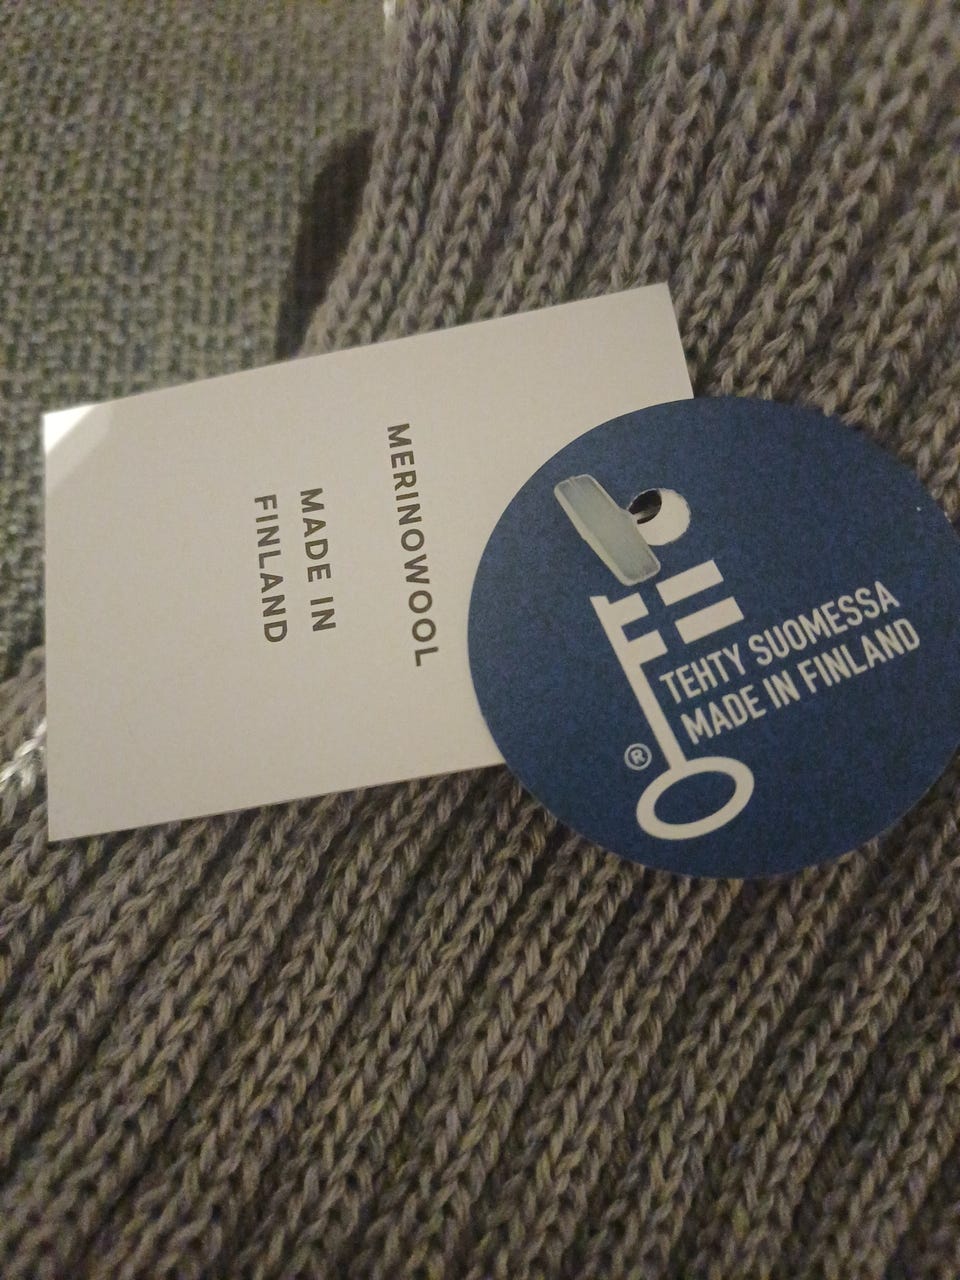 MERINOWOOL
MADE IN
FINLAND
TEHTY SUOMESSA
MADE IN FINLAND
®